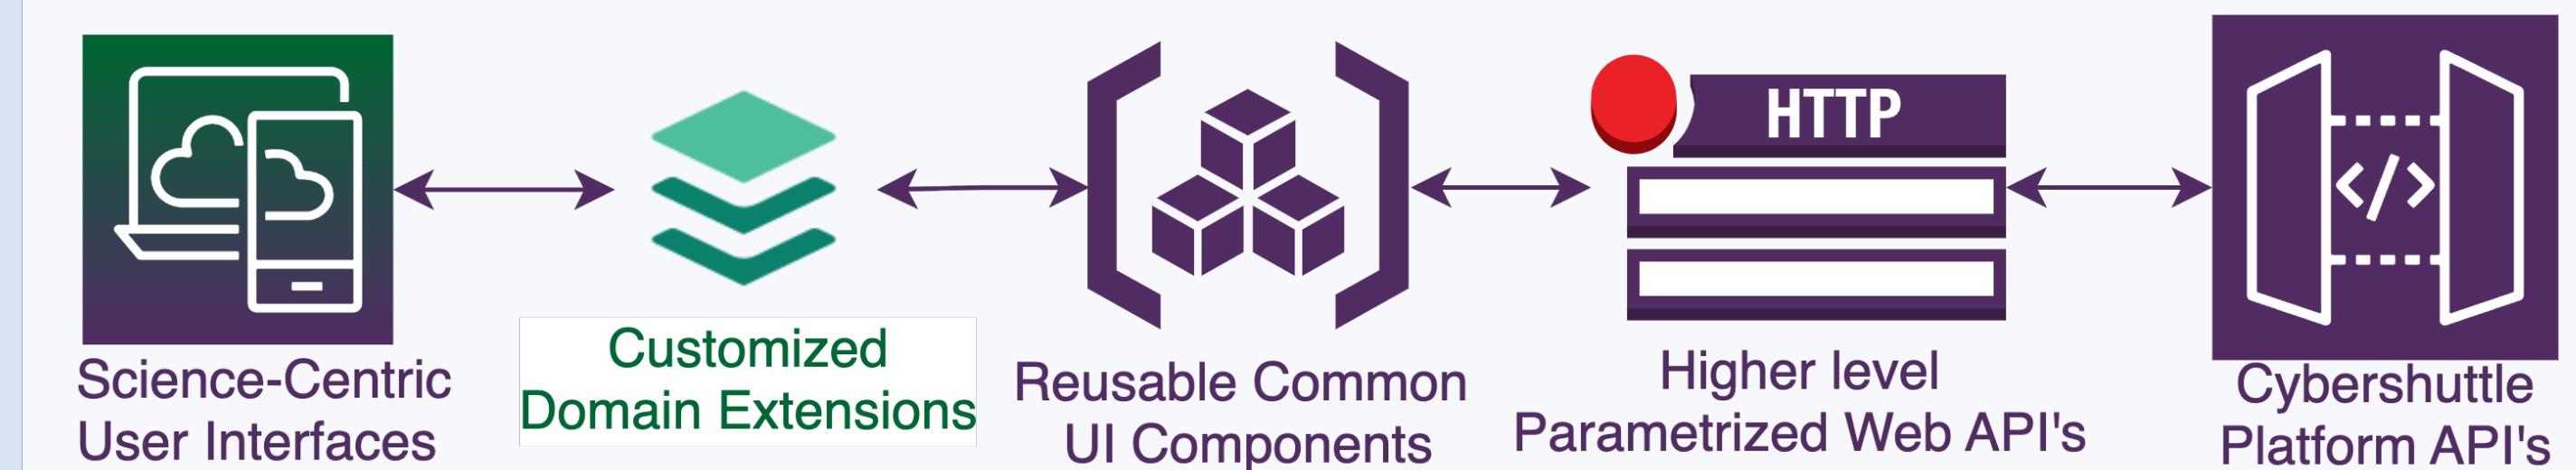 Science-Centric
User Interfaces
Customized
Domain Extensions
Reusable Common
UI Components
HTTP
Higher level
Parametrized Web API's
</>
Cybershuttle
Platform API's